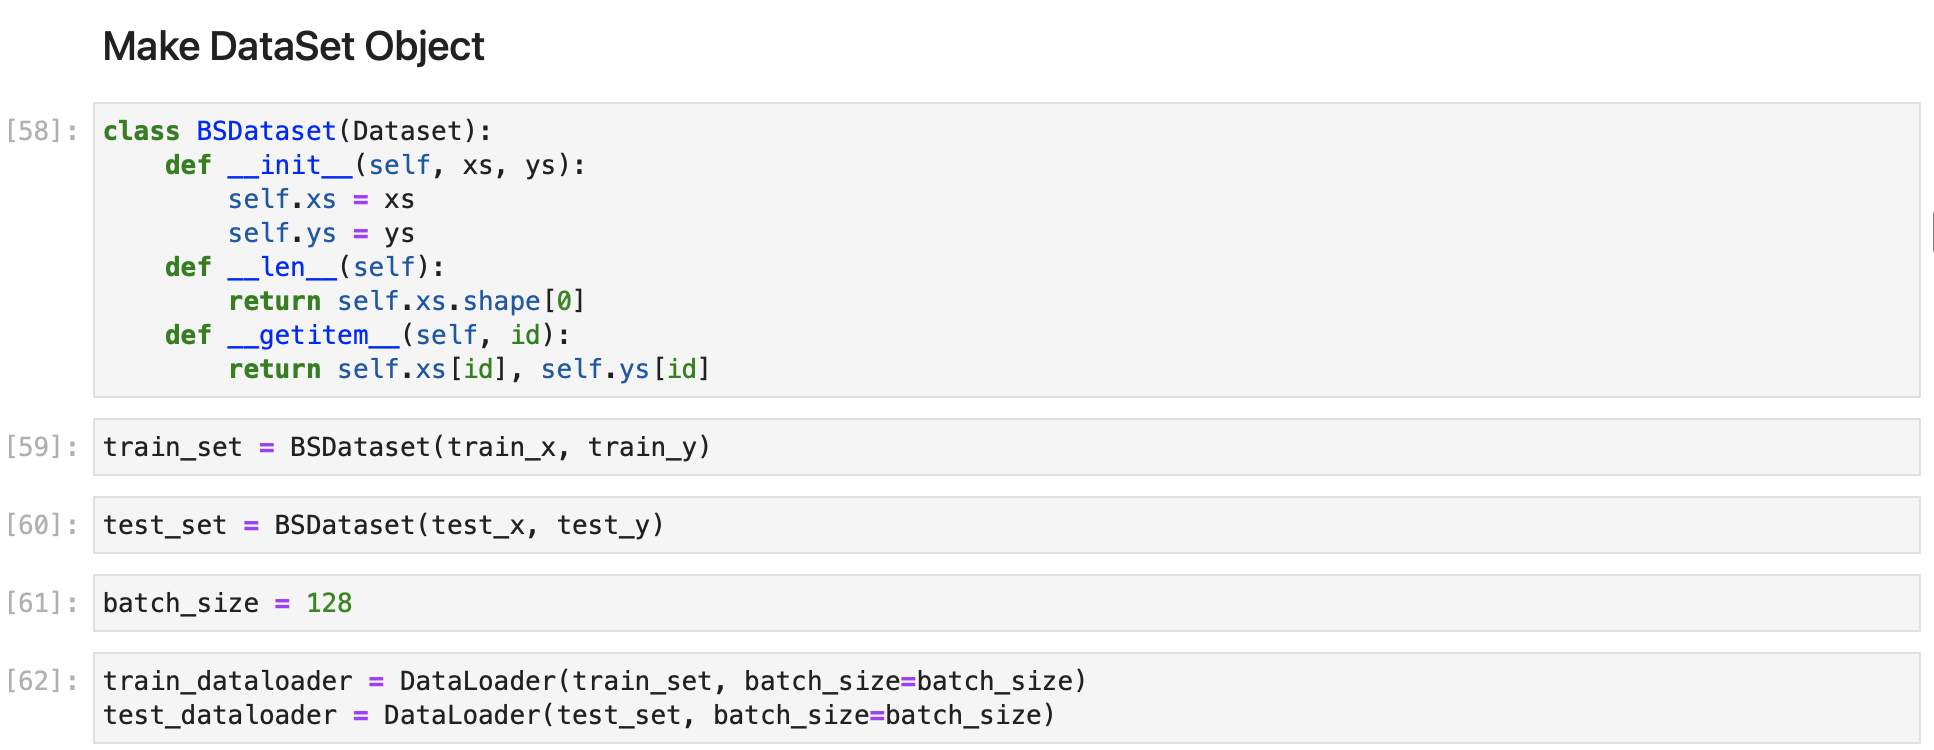 Make DataSet Object
[58]: class BSDataset(Dataset):
    def __init__(self, xs, ys):
        self.xs = xs
        self.ys = ys
    def __len__(self):
        return self.xs.shape[0]
    def __getitem__(self, id):
        return self.xs[id], self.ys[id]
[59]: train_set = BSDataset(train_x, train_y)
[60]: test_set = BSDataset(test_x, test_y)
[61]: batch_size = 128
[62]: train_dataloader = DataLoader(train_set, batch_size=batch_size)
test_dataloader = DataLoader(test_set, batch_size=batch_size)